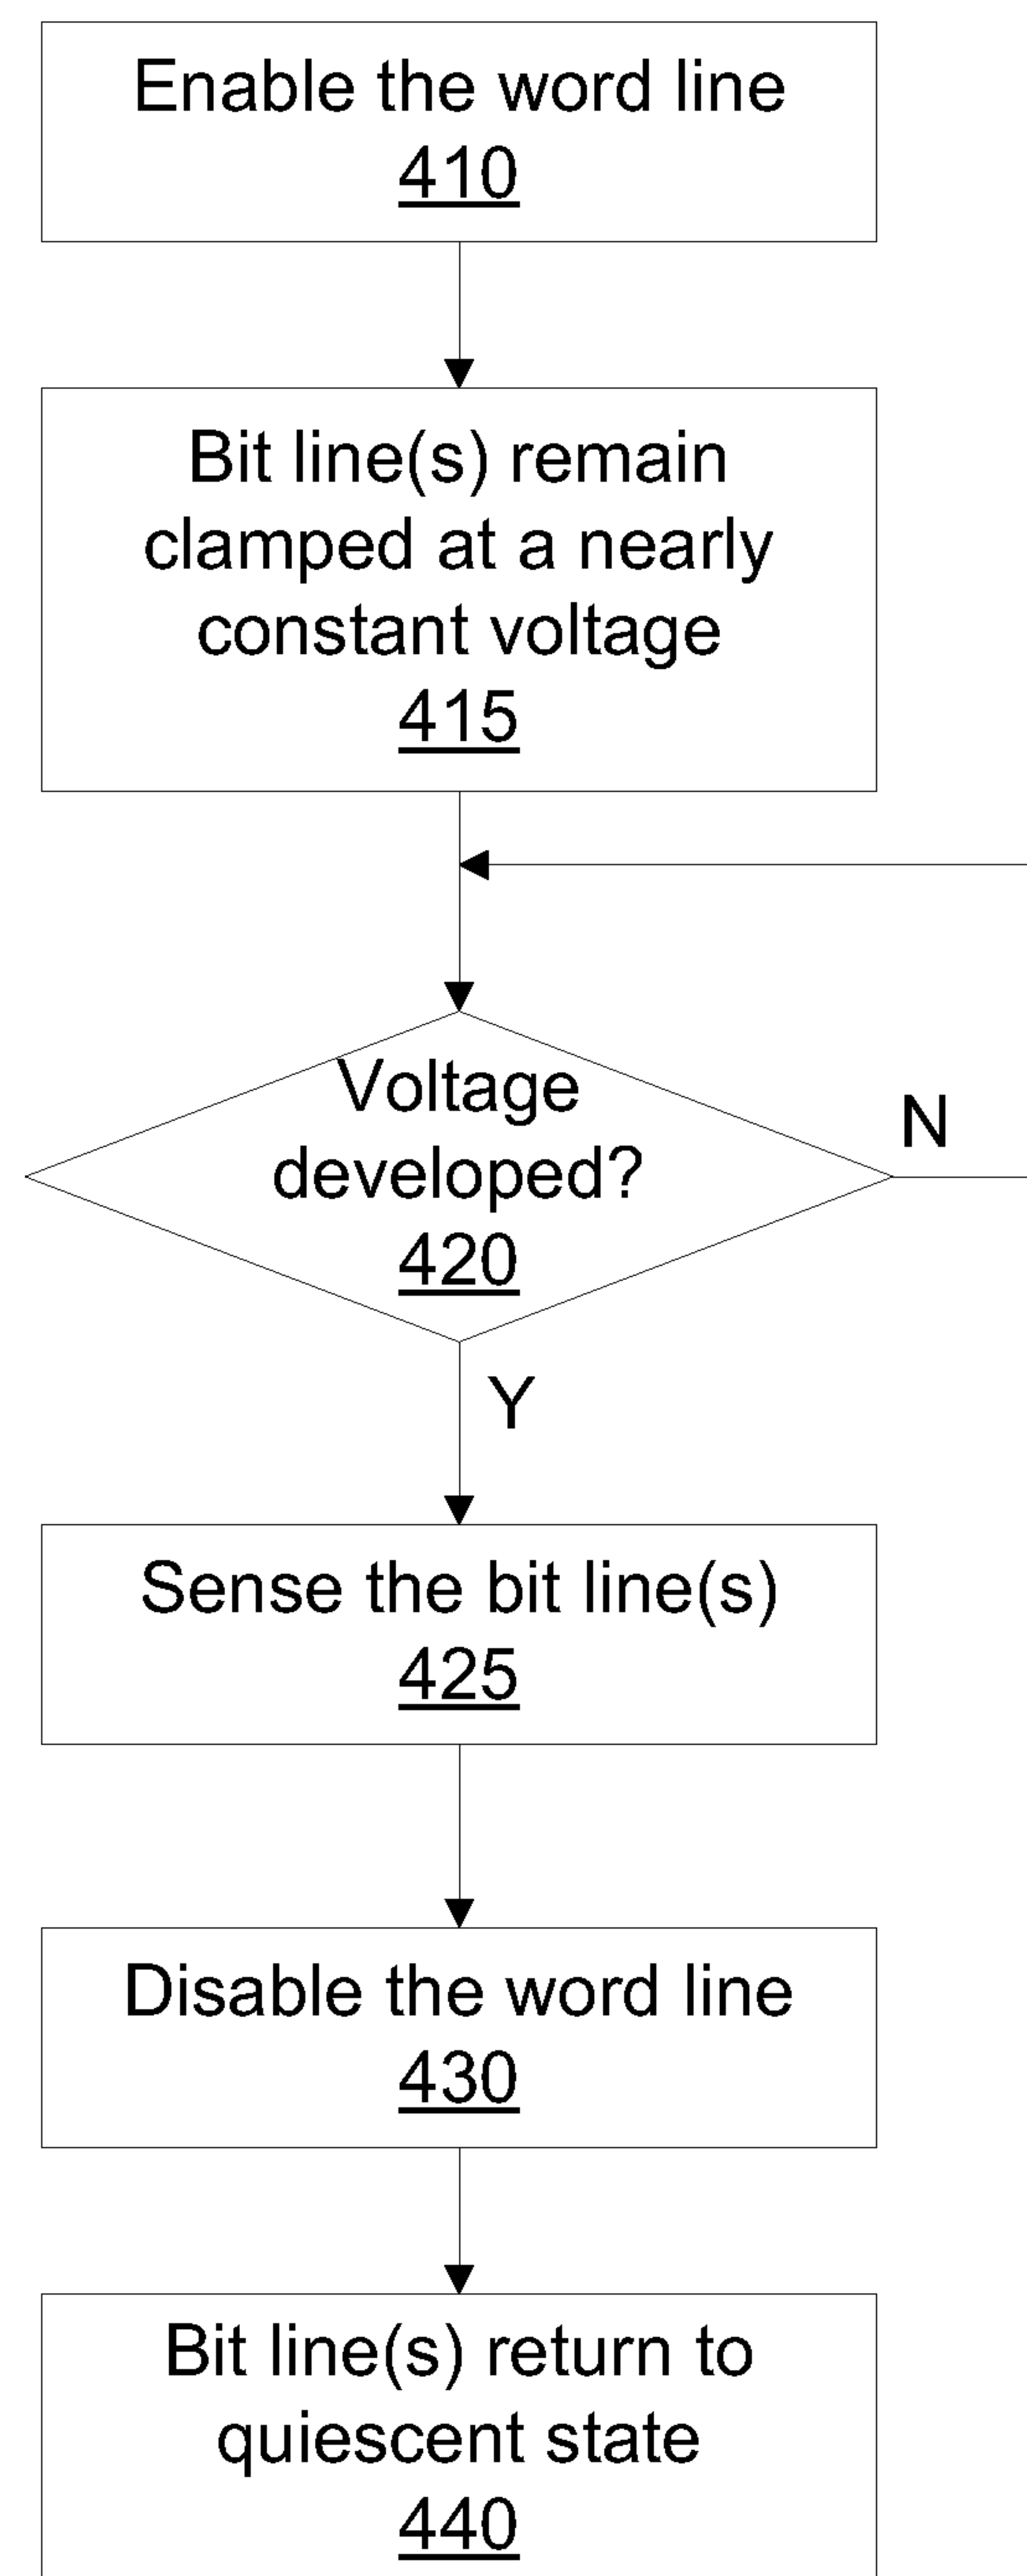 Enable the word line
410
Bit line(s) remain
clamped at a nearly
constant voltage
415
Voltage
developed?
420
N
Y
Sense the bit line(s)
425
Disable the word line
430
Bit line(s) return to
quiescent state
440